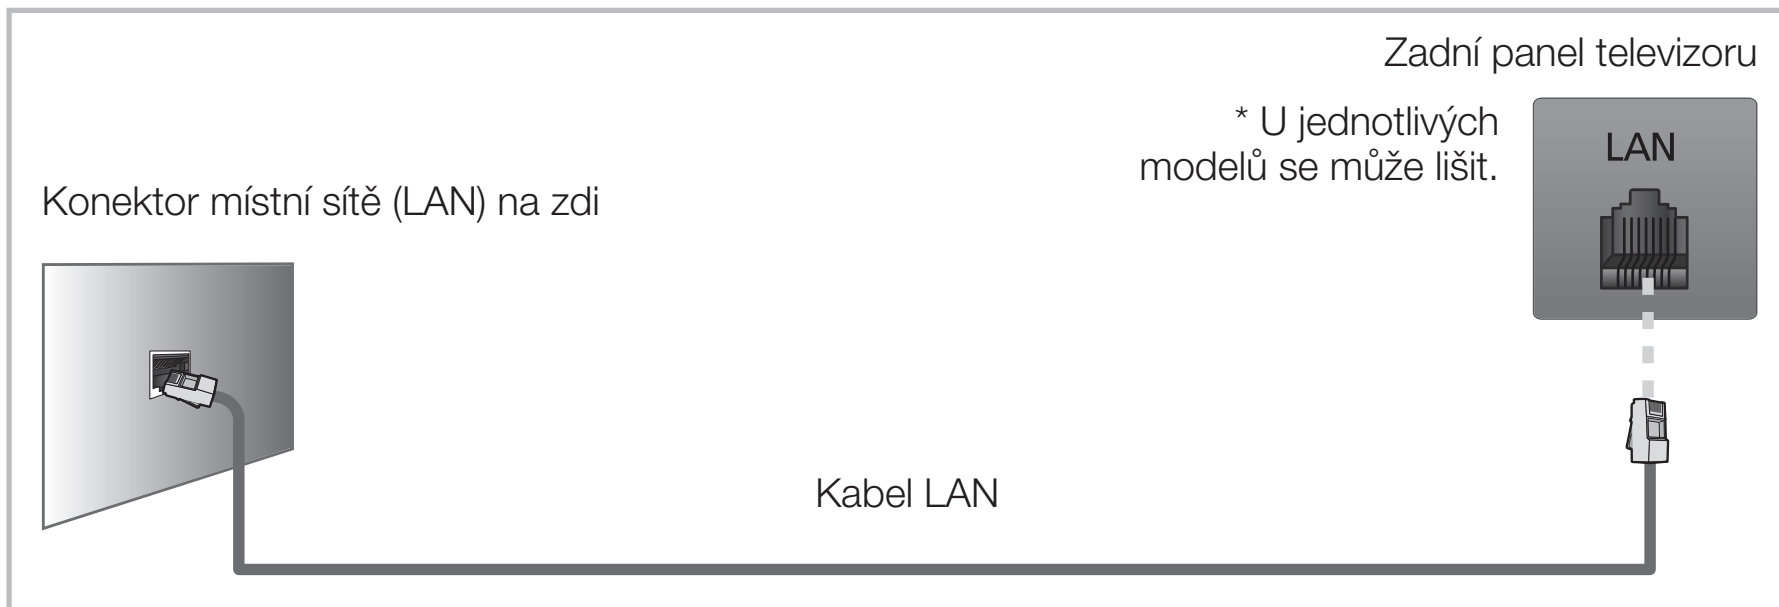 Zadní panel televizoru
* U jednotlivých
modelů se může lišit.
LAN
Konektor místní sítě (LAN) na zdi
Kabel LAN